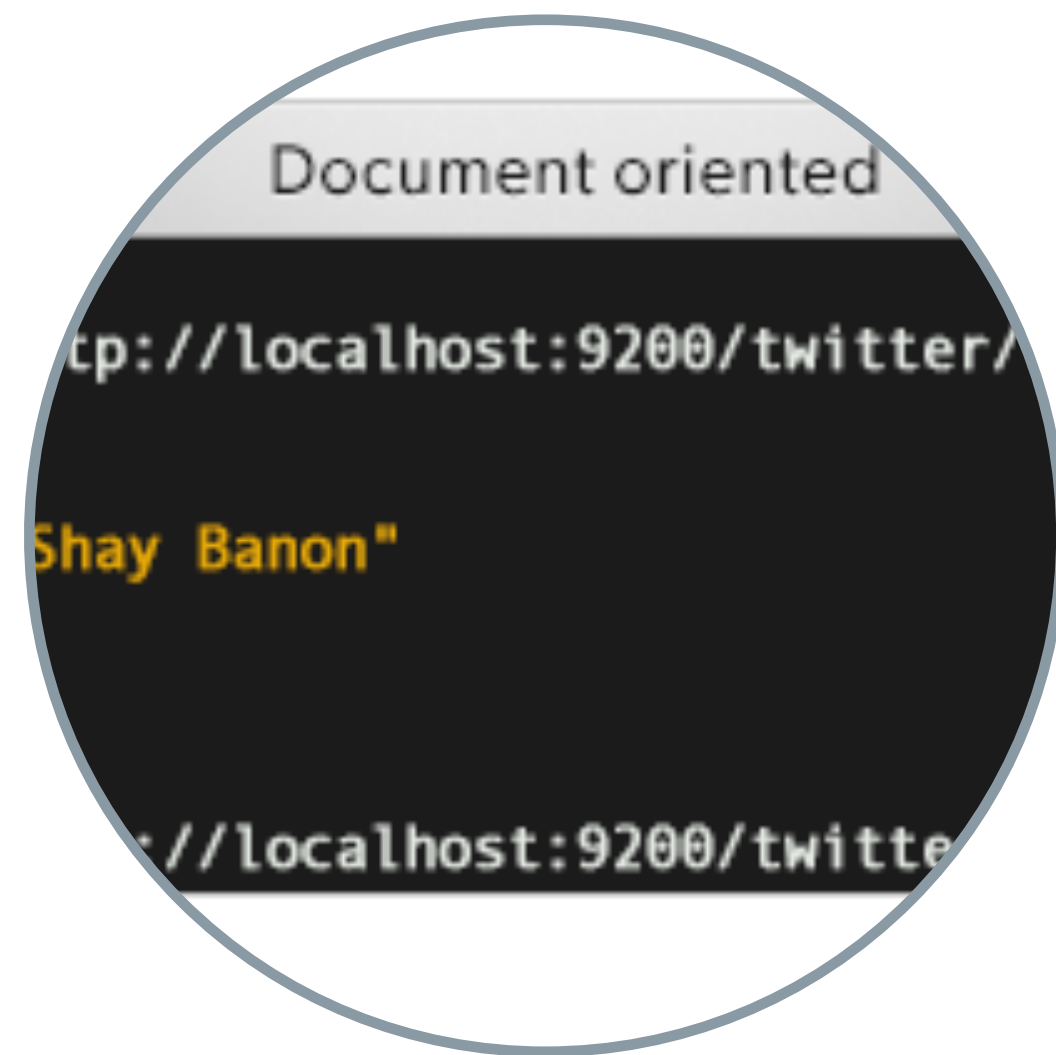 Document oriented
tp://localhost:9200/twitter/
Shay Banon"
://localhost:9200/twitte